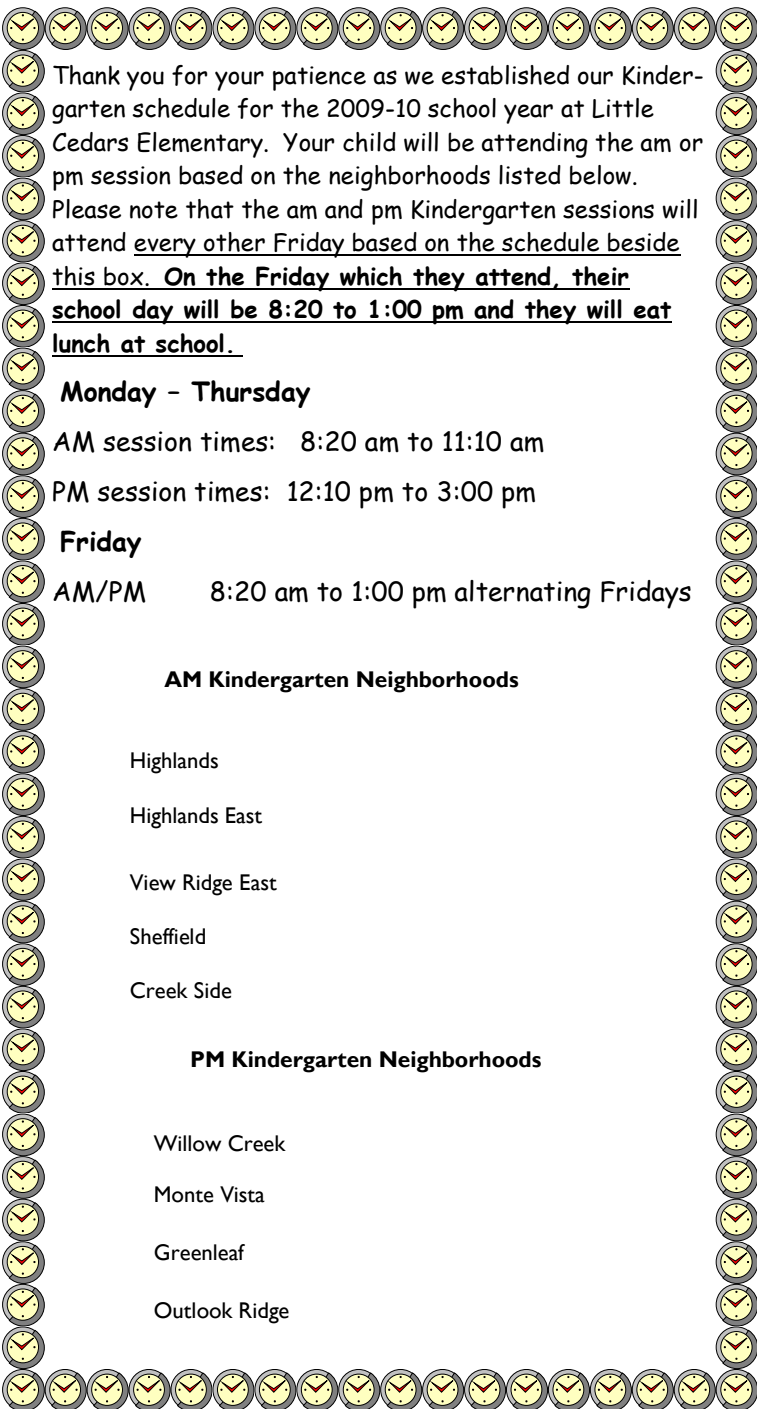 Thank you for your patience as we established our Kinder-
garten schedule for the 2009-10 school year at Little
Cedars Elementary.  Your child will be attending the am or
pm session based on the neighborhoods listed below.
Please note that the am and pm Kindergarten sessions will
attend every other Friday based on the schedule beside
this box. On the Friday which they attend, their
school day will be 8:20 to 1:00 pm and they will eat
lunch at school.
Monday – Thursday
AM session times:   8:20 am to 11:10 am
PM session times:  12:10 pm to 3:00 pm
Friday
AM/PM        8:20 am to 1:00 pm alternating Fridays
AM Kindergarten Neighborhoods
Highlands
Highlands East
View Ridge East
Sheffield
Creek Side
PM Kindergarten Neighborhoods
Willow Creek
Monte Vista
Greenleaf
Outlook Ridge